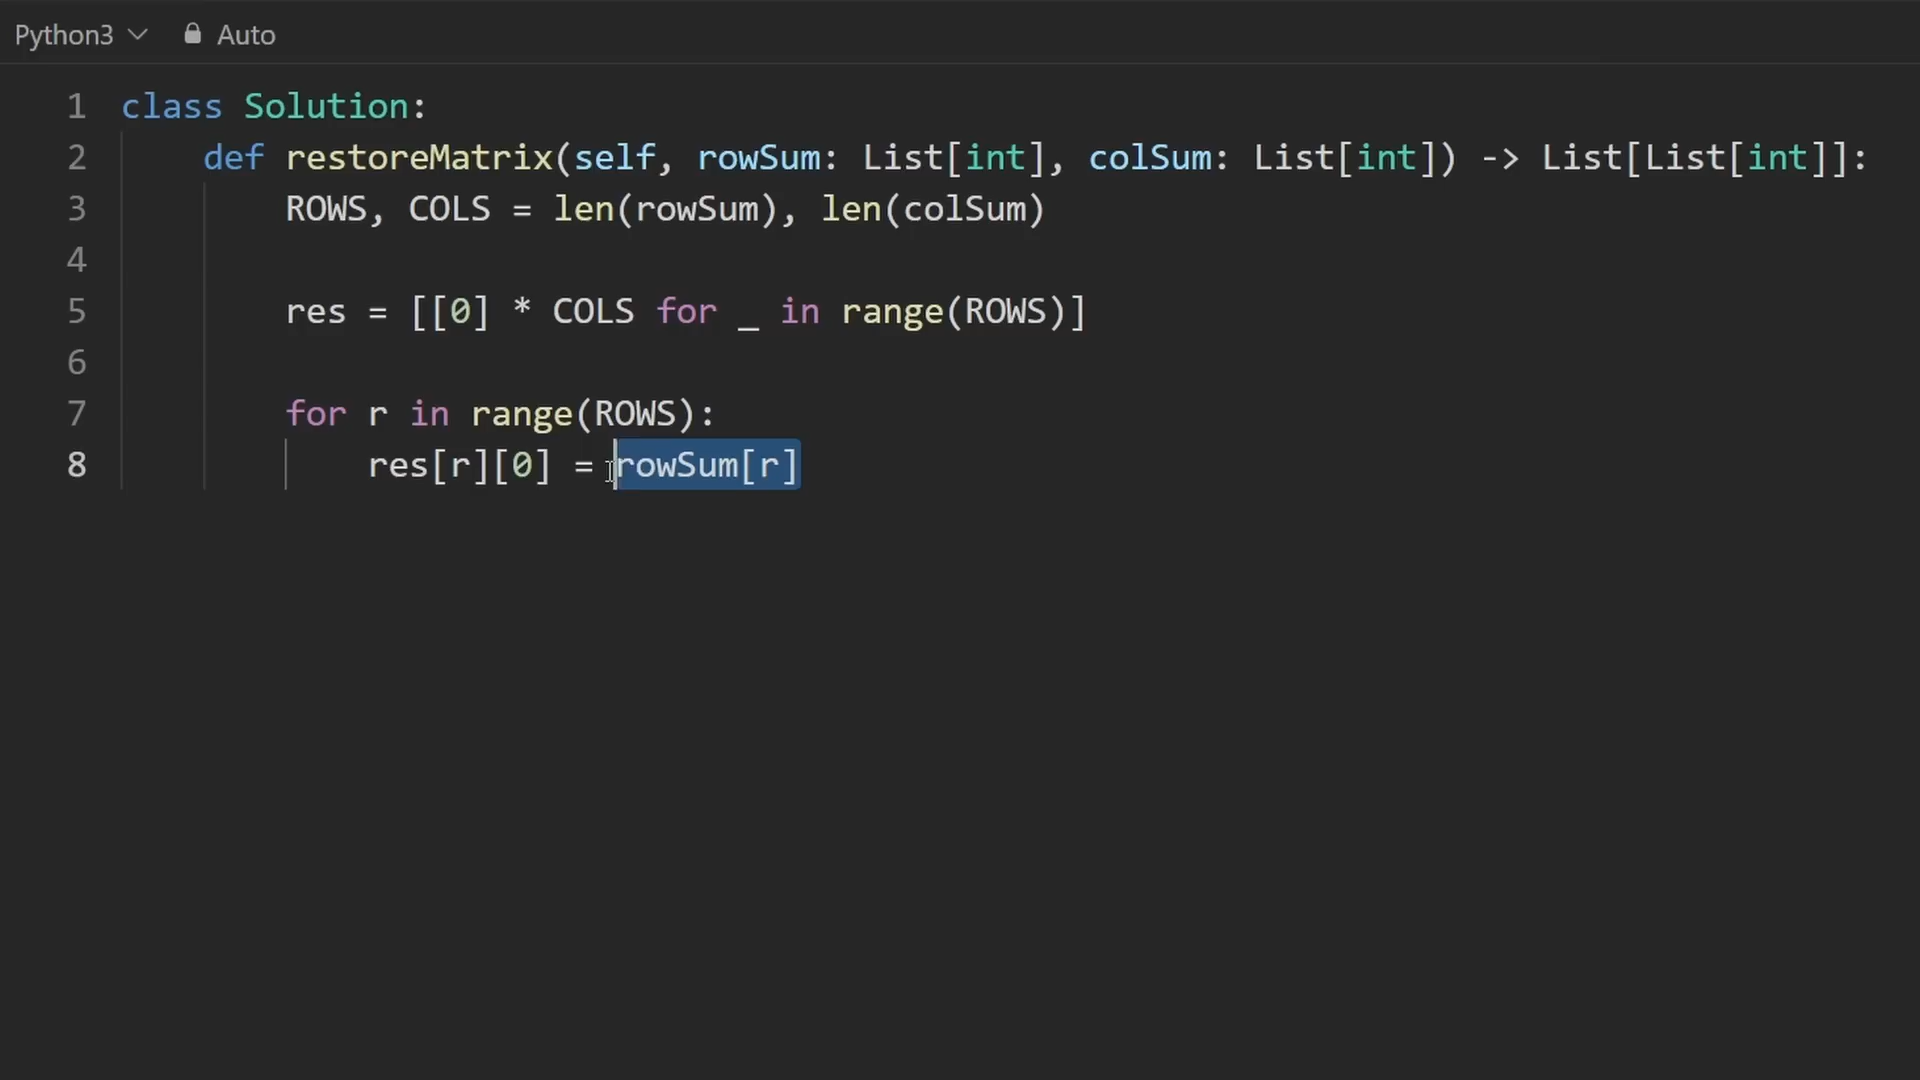 Python3 Auto
1 class Solution:
2 def restoreMatrix(self, rowSum: List[int], colSum: List[int]) -> List[List[int]]:
3 ROWS, COLS = len(rowSum), len(colSum)
4
5 res = [[0] * COLS for _ in range(ROWS)]
6
7 for r in range(ROWS):
8 res[r][0] = rowSum[r]